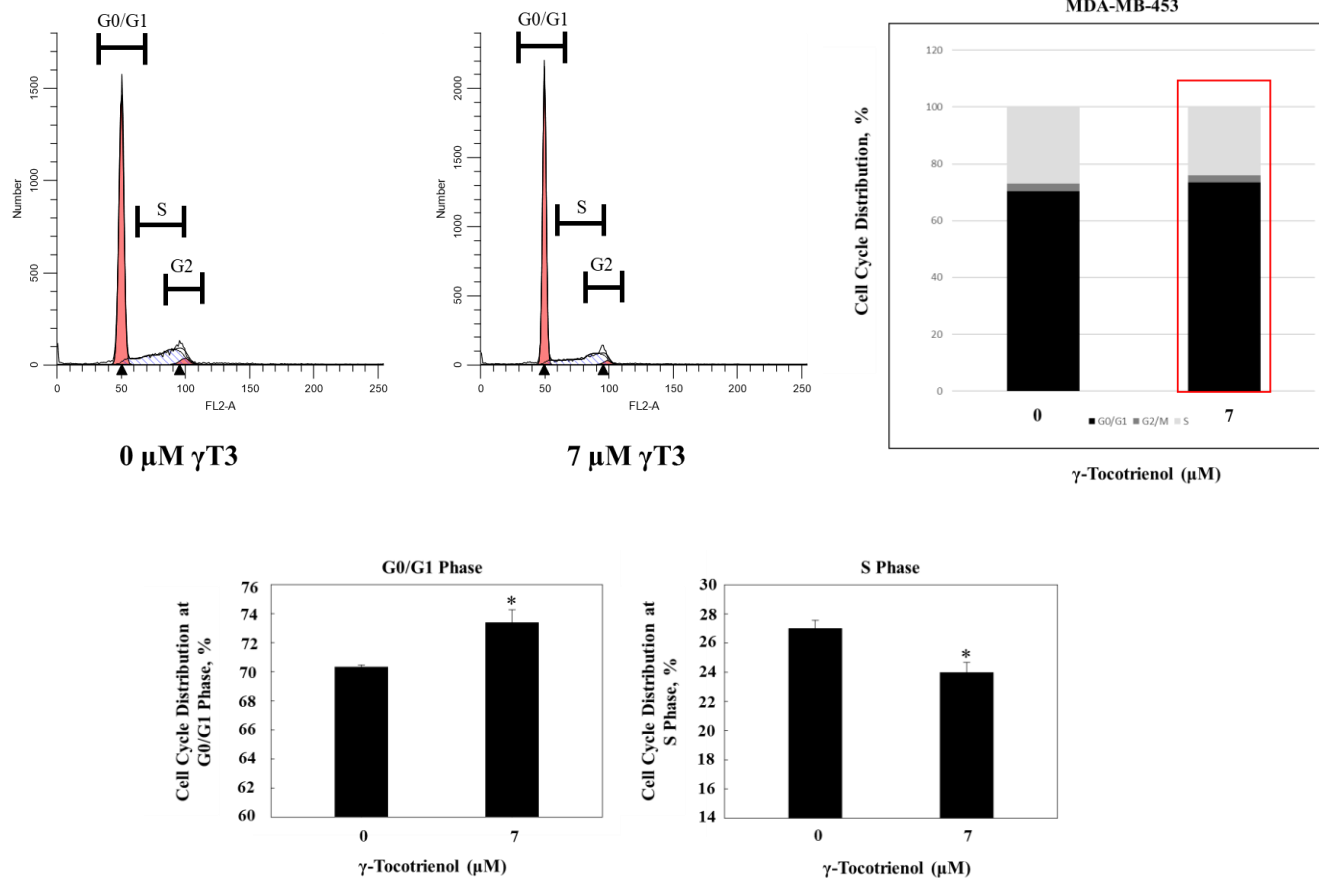 G0/G1
1500
1000
500
0
Number
S
G2
0 50 100 150 200 250
FL2-A
0 μM γT3
G0/G1
2000
1500
1000
500
0
Number
S
G2
0 50 100 150 200 250
FL2-A
7 μM γT3
MDA-MB-453
120
100
80
60
40
20
0
Cell Cycle Distribution, %
0 7
G0/G1 G2/M S
γ-Tocotrienol (μM)
G0/G1 Phase
76
74
72
70
68
66
64
62
60
Cell Cycle Distribution at
G0/G1 Phase, %
*
0 7
γ-Tocotrienol (μM)
S Phase
30
28
26
24
22
20
18
16
14
Cell Cycle Distribution at
S Phase, %
*
0 7
γ-Tocotrienol (μM)